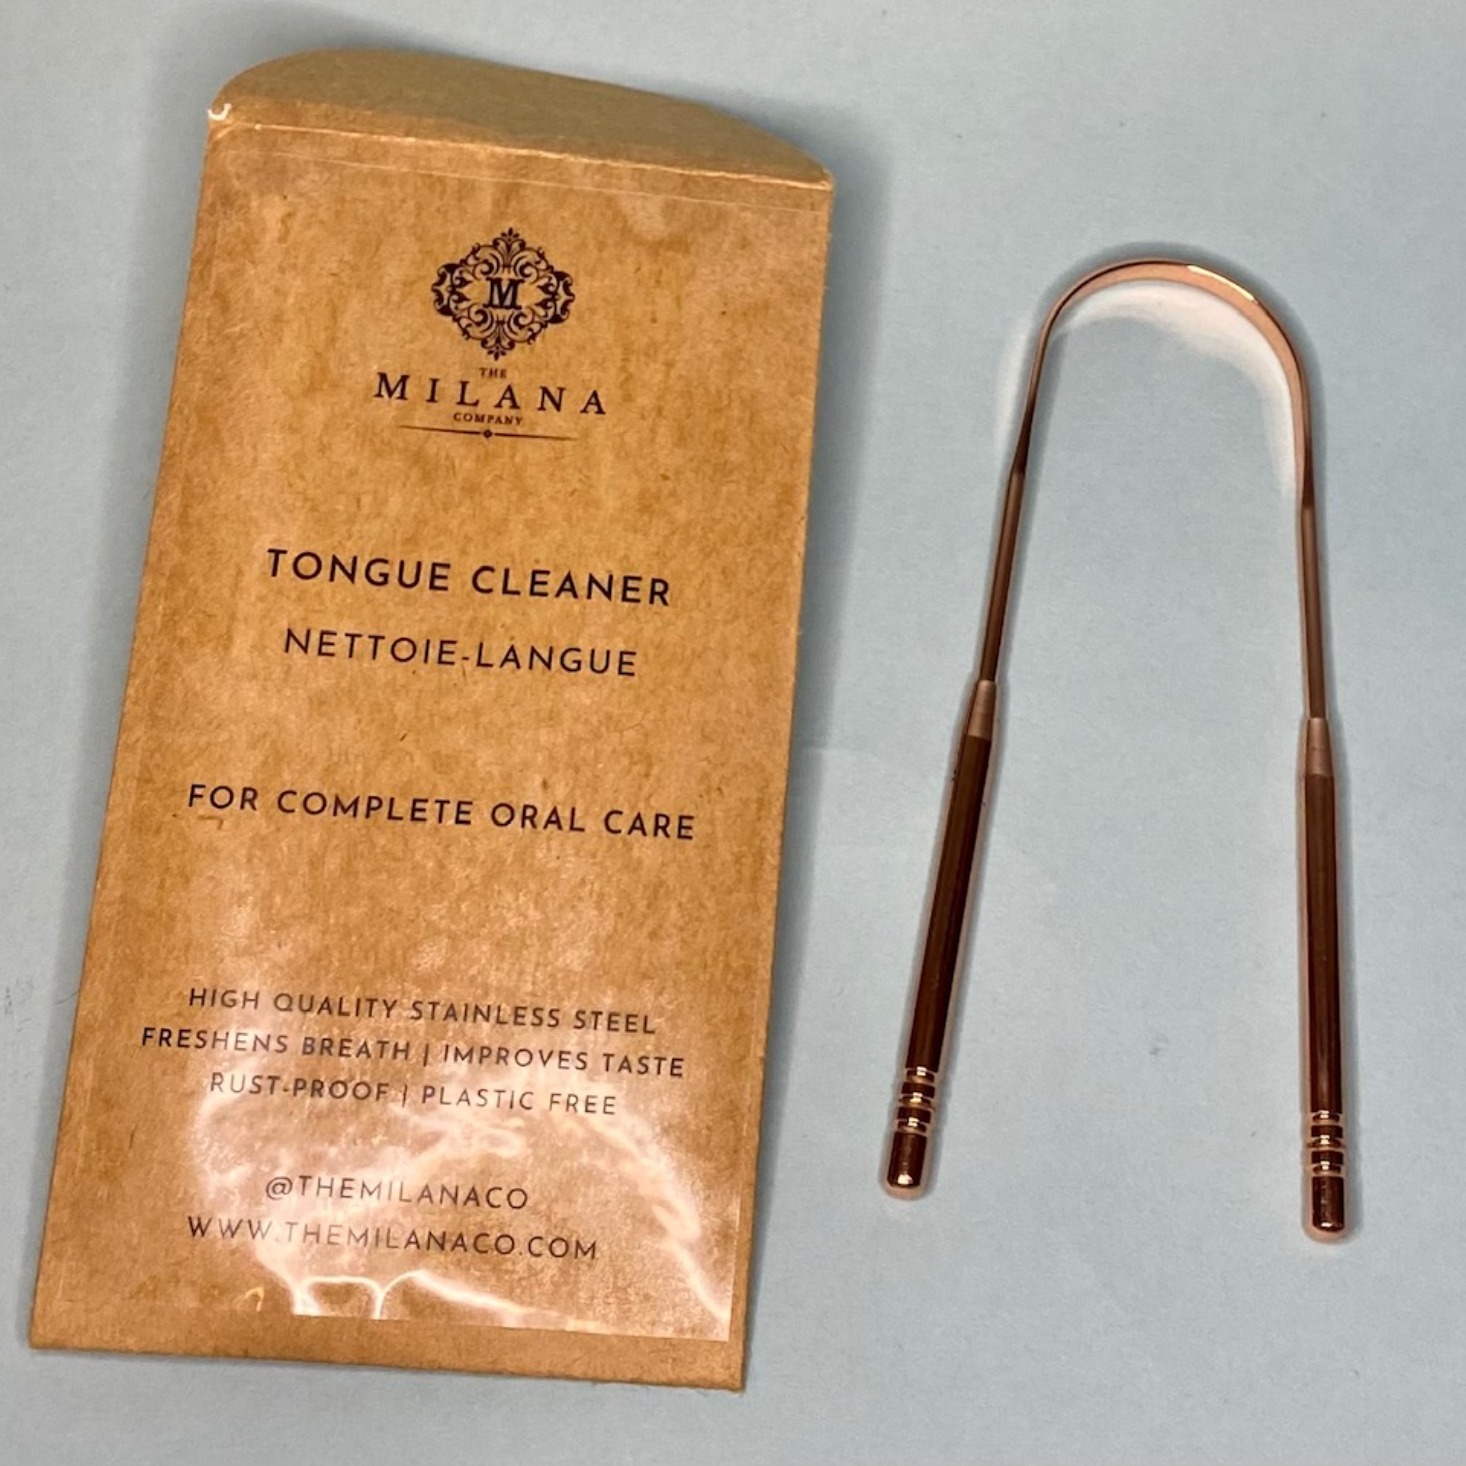 M
THE
MILANA
COMPANY
TONGUE CLEANER
NETTOIE-LANGUE
FOR COMPLETE ORAL CARE
HIGH QUALITY STAINLESS STEEL
FRESHENS BREATH | IMPROVES TASTE
RUST-PROOF | PLASTIC FREE
@THEMILANACO
WWW.THEMILANACO.COM